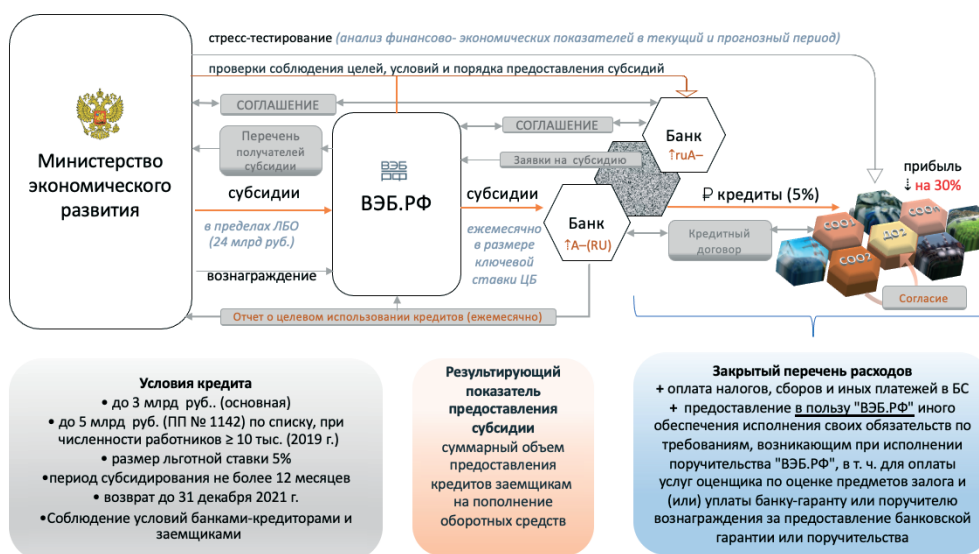 стресс-тестирование (анализ финансово- экономических показателей в текущий и прогнозный период)
проверки соблюдения целей, условий и порядка предоставления субсидий
СОГЛАШЕНИЕ
СОГЛАШЕНИЕ
Министерство
экономического
развития
Перечень
получателей
субсидии
субсидии
в пределах ЛБО
(24 млрд руб.)
вознаграждение
ВЭБ
РФ
ВЭБ.РФ
Заявки на субсидию
субсидии
ежемесячно
в размере
ключевой
ставки ЦБ
Банк
↑ruA–
Банк
↑A–(RU)
₽ кредиты (5%)
Кредитный
договор
прибыль
↓ на 30%
СОО1
СОО4
ДО2
СОО7
Согласие
Отчет о целевом использовании кредитов (ежемесячно)
Условия кредита
• до 3 млрд руб.. (основная)
• до 5 млрд руб. (ПП № 1142) по списку, при
численности работников ≥ 10 тыс. (2019 г.)
• размер льготной ставки 5%
•период субсидирования не более 12 месяцев
• возврат до 31 декабря 2021 г.
•Соблюдение условий банками-кредиторами и
заемщиками
Результирующий
показатель
предоставления
субсидии
суммарный объем
предоставления
кредитов заемщикам
на пополнение
оборотных средств
Закрытый перечень расходов
+ оплата налогов, сборов и иных платежей в БС
+ предоставление в пользу "ВЭБ.РФ" иного
обеспечения исполнения своих обязательств по
требованиям, возникающим при исполнении
поручительства "ВЭБ.РФ", в т. ч. для оплаты
услуг оценщика по оценке предметов залога и
(или) уплаты банку-гаранту или поручителю
вознаграждения за предоставление банковской
гарантии или поручительства